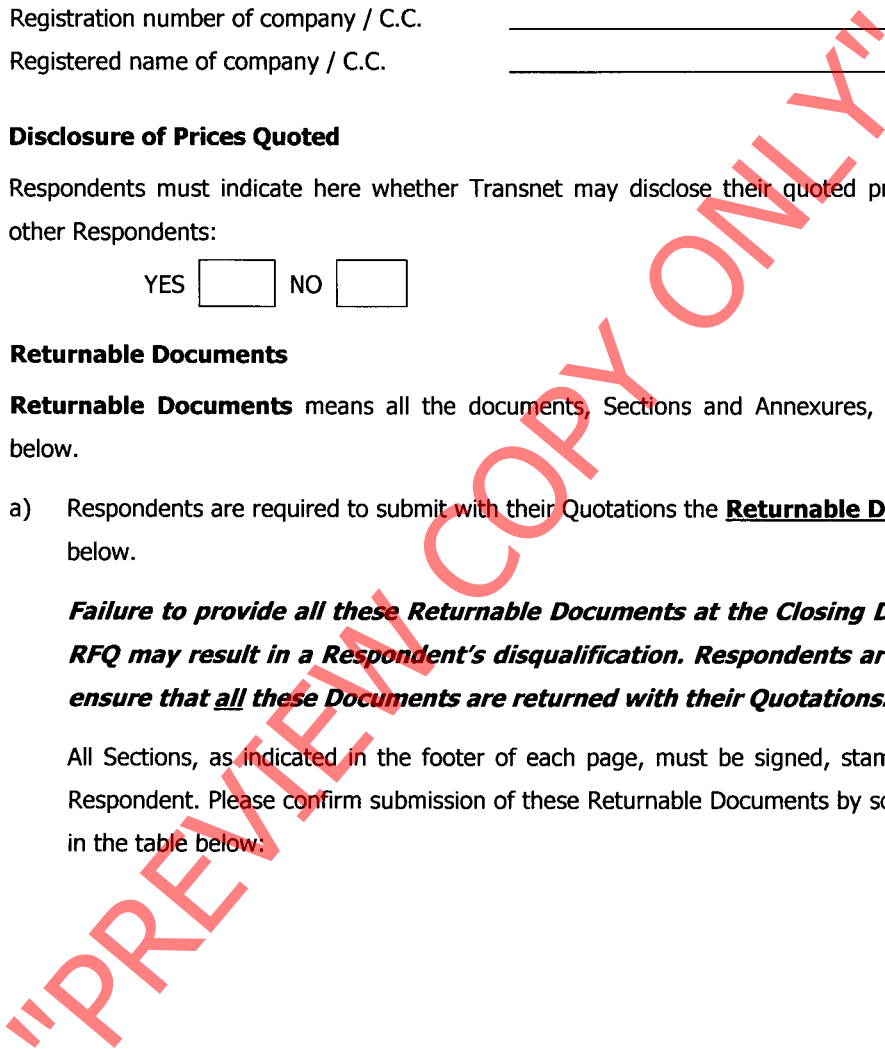 Registration number of company / C.C.
Registered name of company / C.C.
Disclosure of Prices Quoted
Respondents must indicate here whether Transnet may disclose their quoted pr
other Respondents:
YES NO
Returnable Documents
Returnable Documents means all the documents, Sections and Annexures,
below.
a) Respondents are required to submit with their Quotations the Returnable D
below.
Failure to provide all these Returnable Documents at the Closing D
RFQ may result in a Respondent's disqualification. Respondents ar
ensure that all these Documents are returned with their Quotations.
All Sections, as indicated in the footer of each page, must be signed, stam
Respondent. Please confirm submission of these Returnable Documents by so
in the table below:
"PREVIEW COPY ONLY"